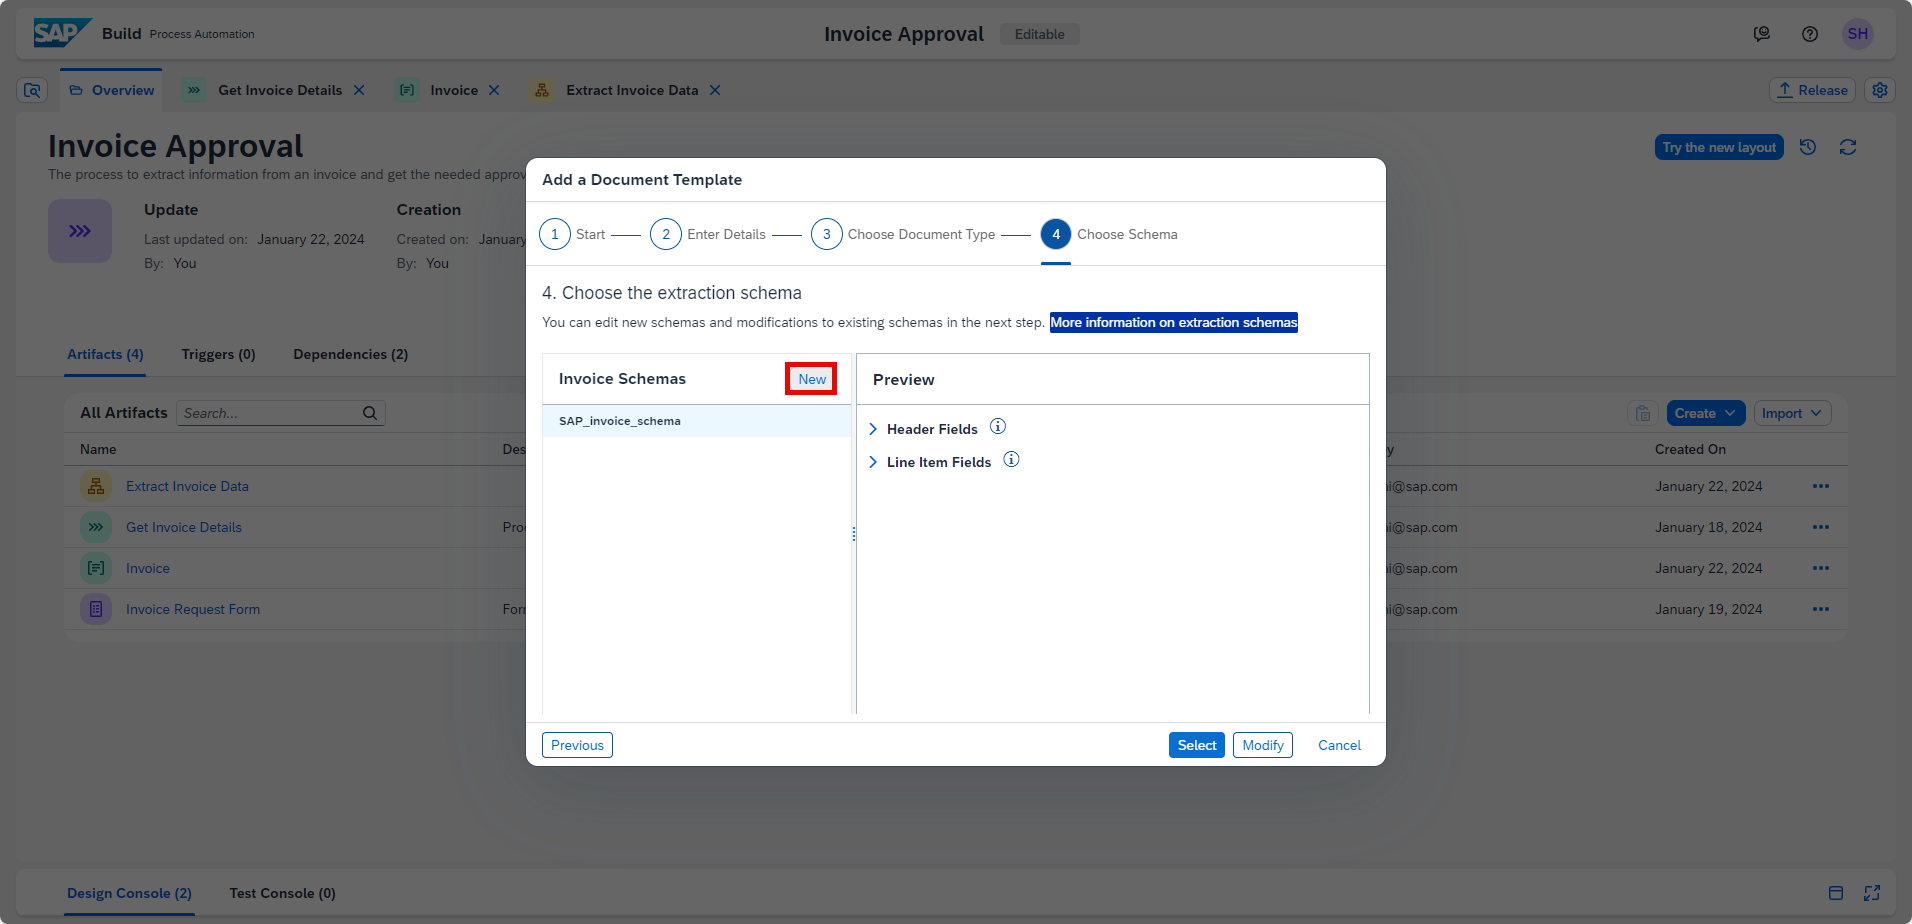 SAP Build Process Automation
Invoice Approval Editable
SH
Overview Get Invoice Details Invoice Extract Invoice Data
Release
Invoice Approval
Try the new layout
The process to extract information from an invoice and get the needed approv
Update Creation
Last updated on: January 22, 2024 Created on: January
By: You By: You
Artifacts (4) Triggers (0) Dependencies (2)
All Artifacts Search... Create Import
Name Des y Created On
Extract Invoice Data i@sap.com January 22, 2024
Get Invoice Details Proc i@sap.com January 18, 2024
Invoice i@sap.com January 22, 2024
Invoice Request Form For i@sap.com January 19, 2024
Add a Document Template
1 Start 2 Enter Details 3 Choose Document Type 4 Choose Schema
4. Choose the extraction schema
You can edit new schemas and modifications to existing schemas in the next step. More information on extraction schemas
Invoice Schemas New
SAP_invoice_schema
Preview
Header Fields
Line Item Fields
Previous Select Modify Cancel
Design Console (2) Test Console (0)